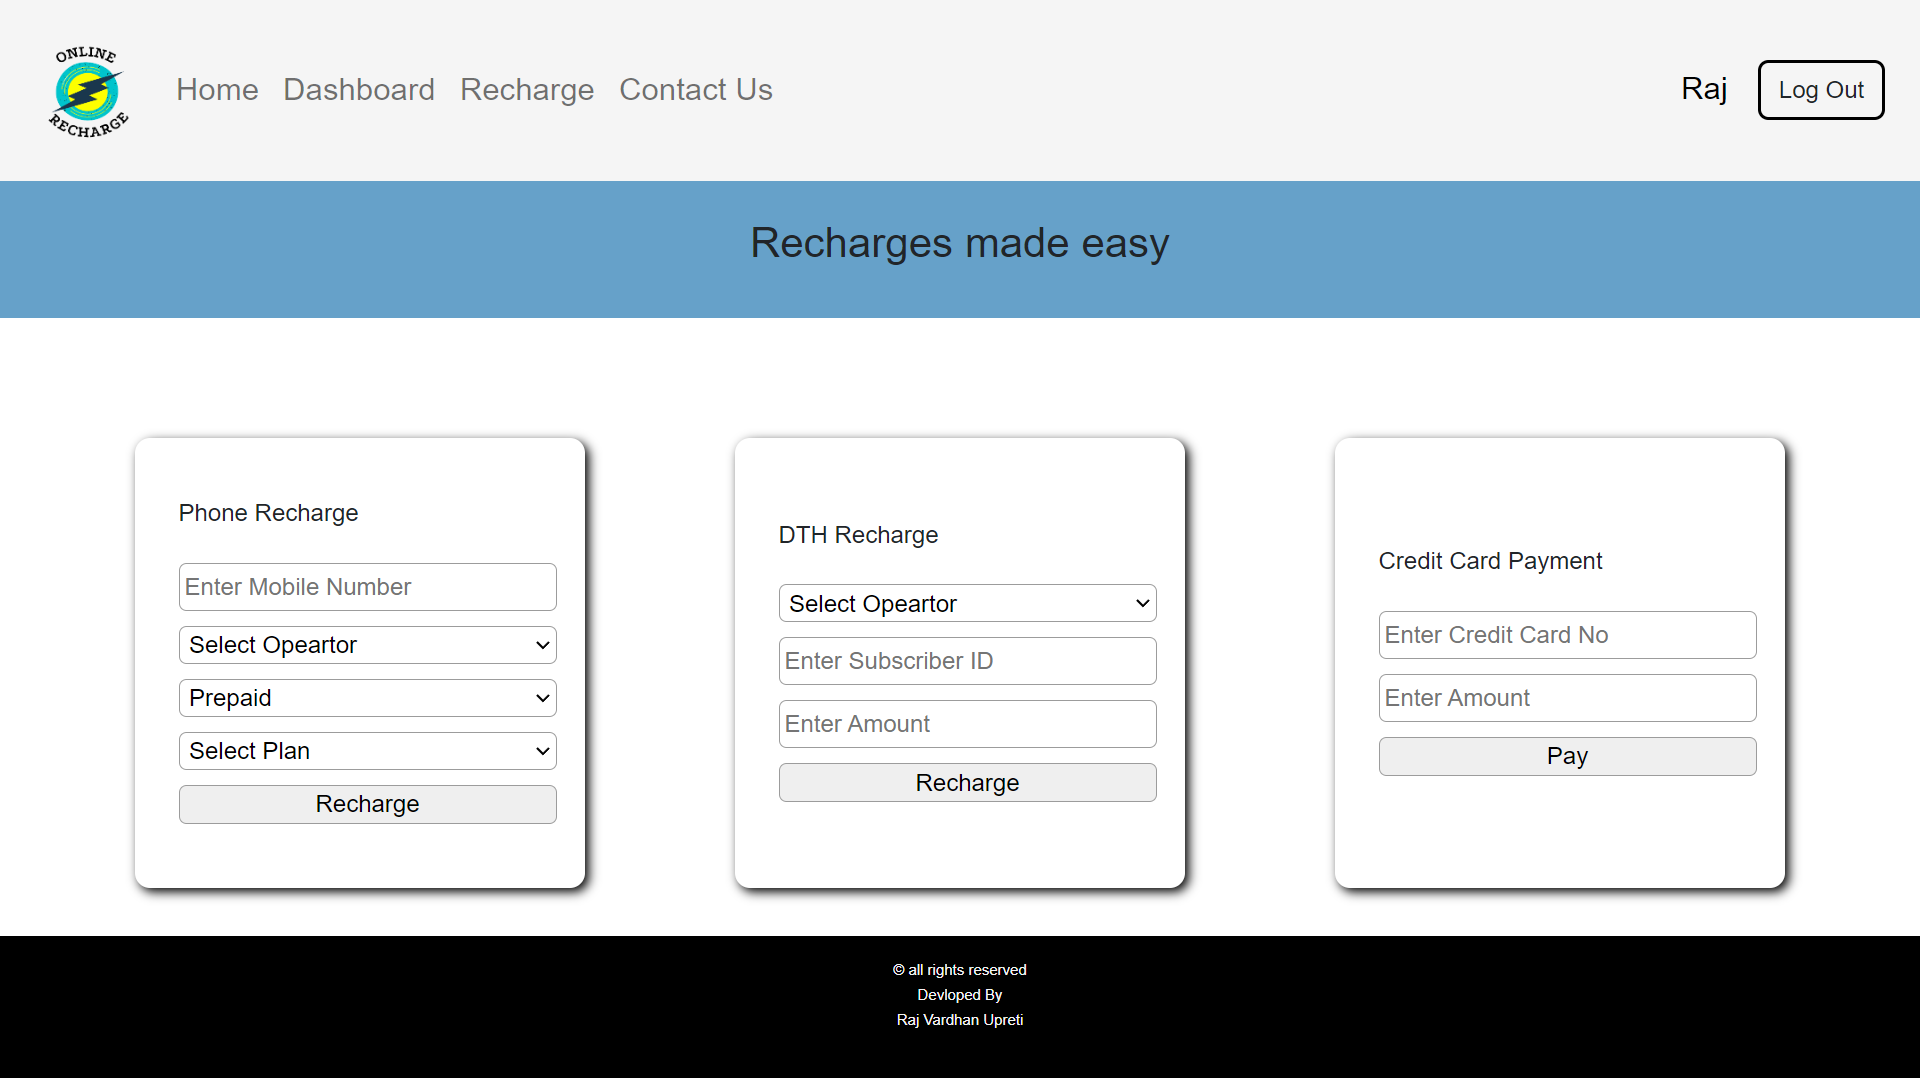 ONLINE
RECHARGE
Home Dashboard Recharge Contact Us
Raj
Log Out
Recharges made easy
Phone Recharge
Enter Mobile Number
Select Opeartor
Prepaid
Select Plan
Recharge
DTH Recharge
Select Opeartor
Enter Subscriber ID
Enter Amount
Recharge
Credit Card Payment
Enter Credit Card No
Enter Amount
Pay
© all rights reserved
Devloped By
Raj Vardhan Upreti